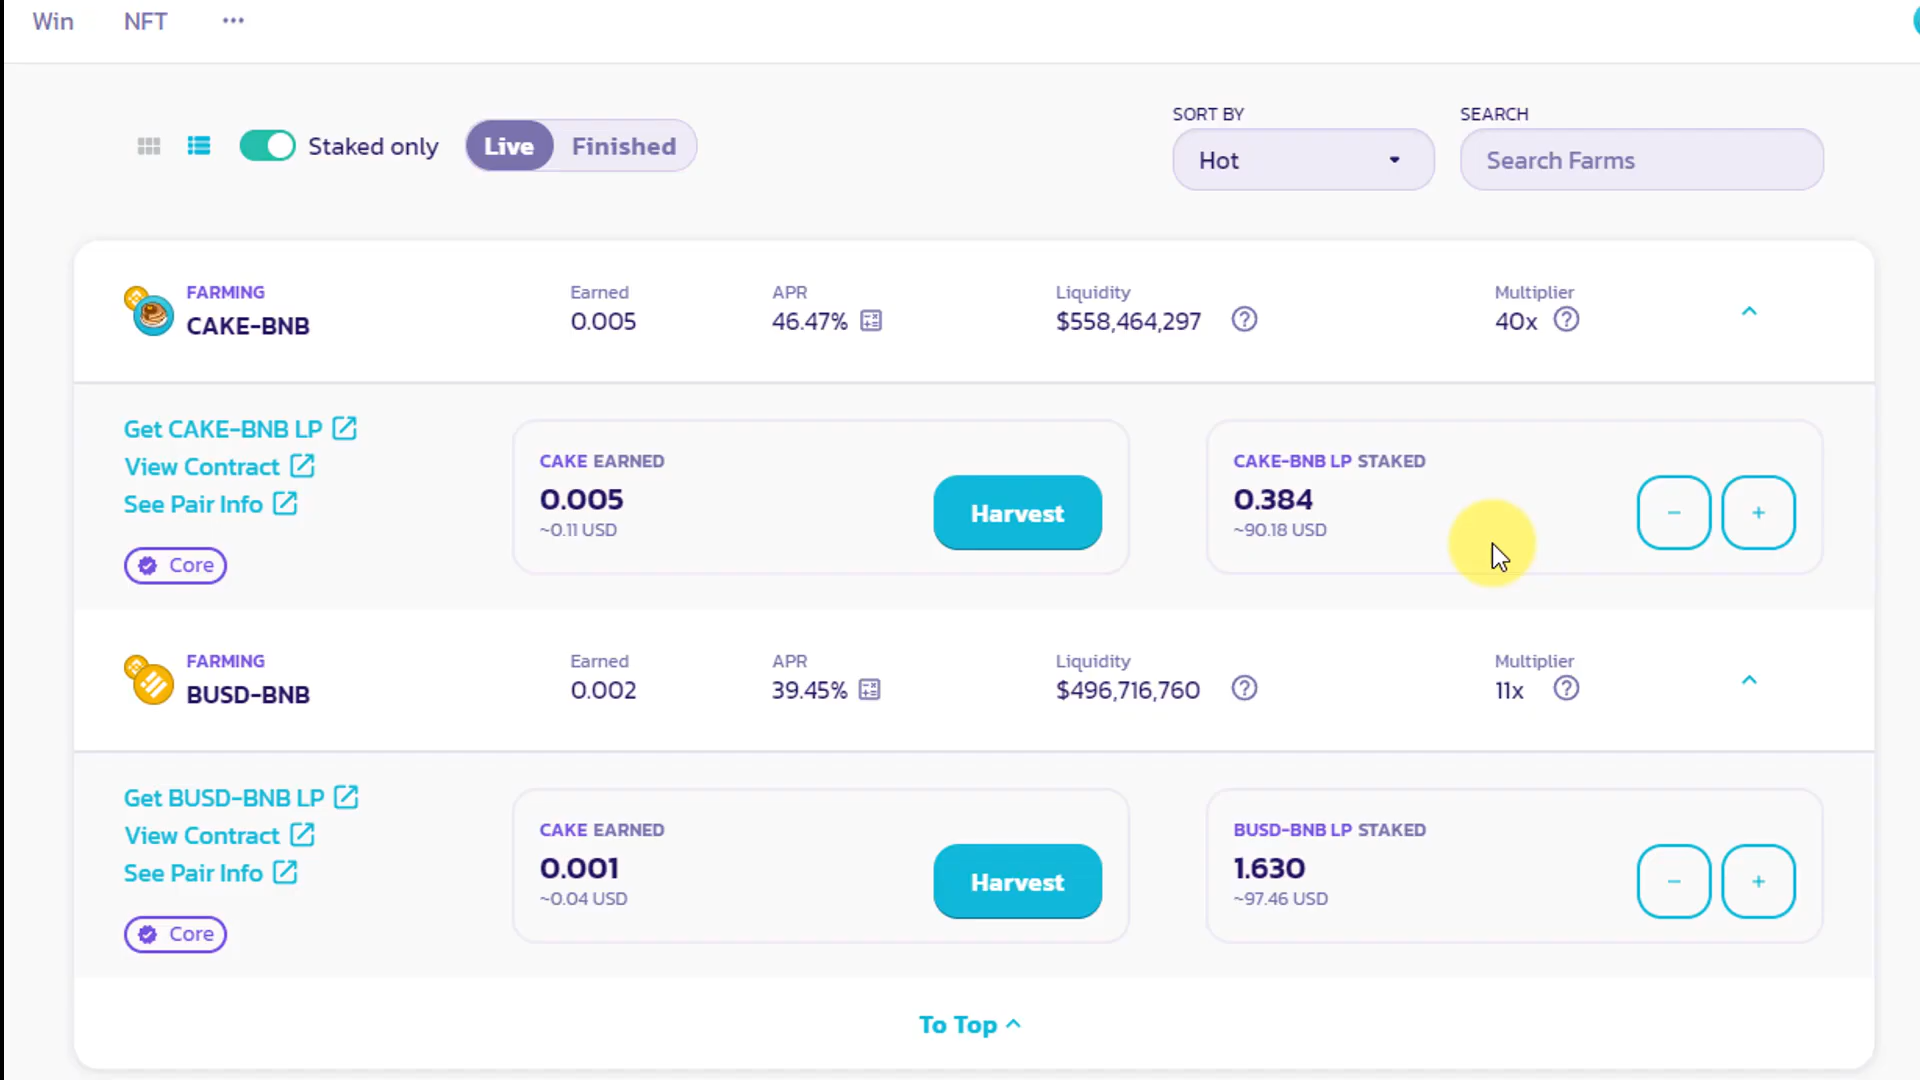 Win NFT ...
SORT BY
SEARCH
Staked only Live Finished Hot Search Farms
FARMING
CAKE-BNB
Earned
0.005
APR
46.47%
Liquidity
$558,464,297
Multiplier
40x
Get CAKE-BNB LP
View Contract
See Pair Info
Core
CAKE EARNED
0.005
~0.11 USD
Harvest
CAKE-BNB LP STAKED
0.384
~90.18 USD
− +
FARMING
BUSD-BNB
Earned
0.002
APR
39.45%
Liquidity
$496,716,760
Multiplier
11x
Get BUSD-BNB LP
View Contract
See Pair Info
Core
CAKE EARNED
0.001
~0.04 USD
Harvest
BUSD-BNB LP STAKED
1.630
~97.46 USD
− +
To Top